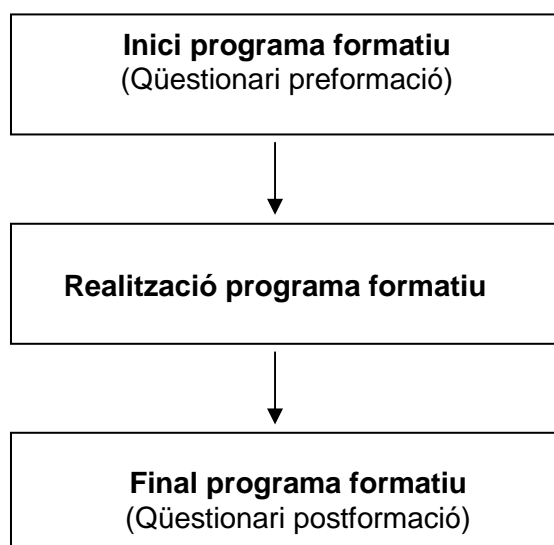 Inici programa formatiu
(Qüestionari preformació)
Realització programa formatiu
Final programa formatiu
(Qüestionari postformació)